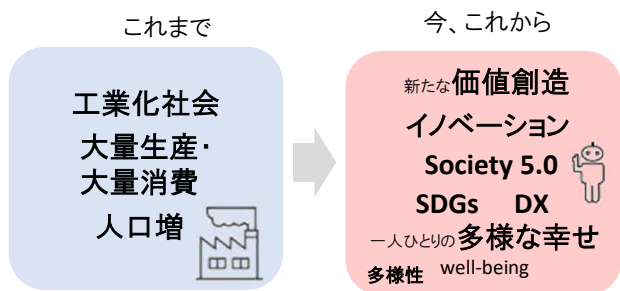 これまで
工業化社会
大量生産・
大量消費
人口増
今、これから
新たな価値創造
イノベーション
Society 5.0
SDGs DX
一人ひとりの多様な幸せ
多様性 well-being